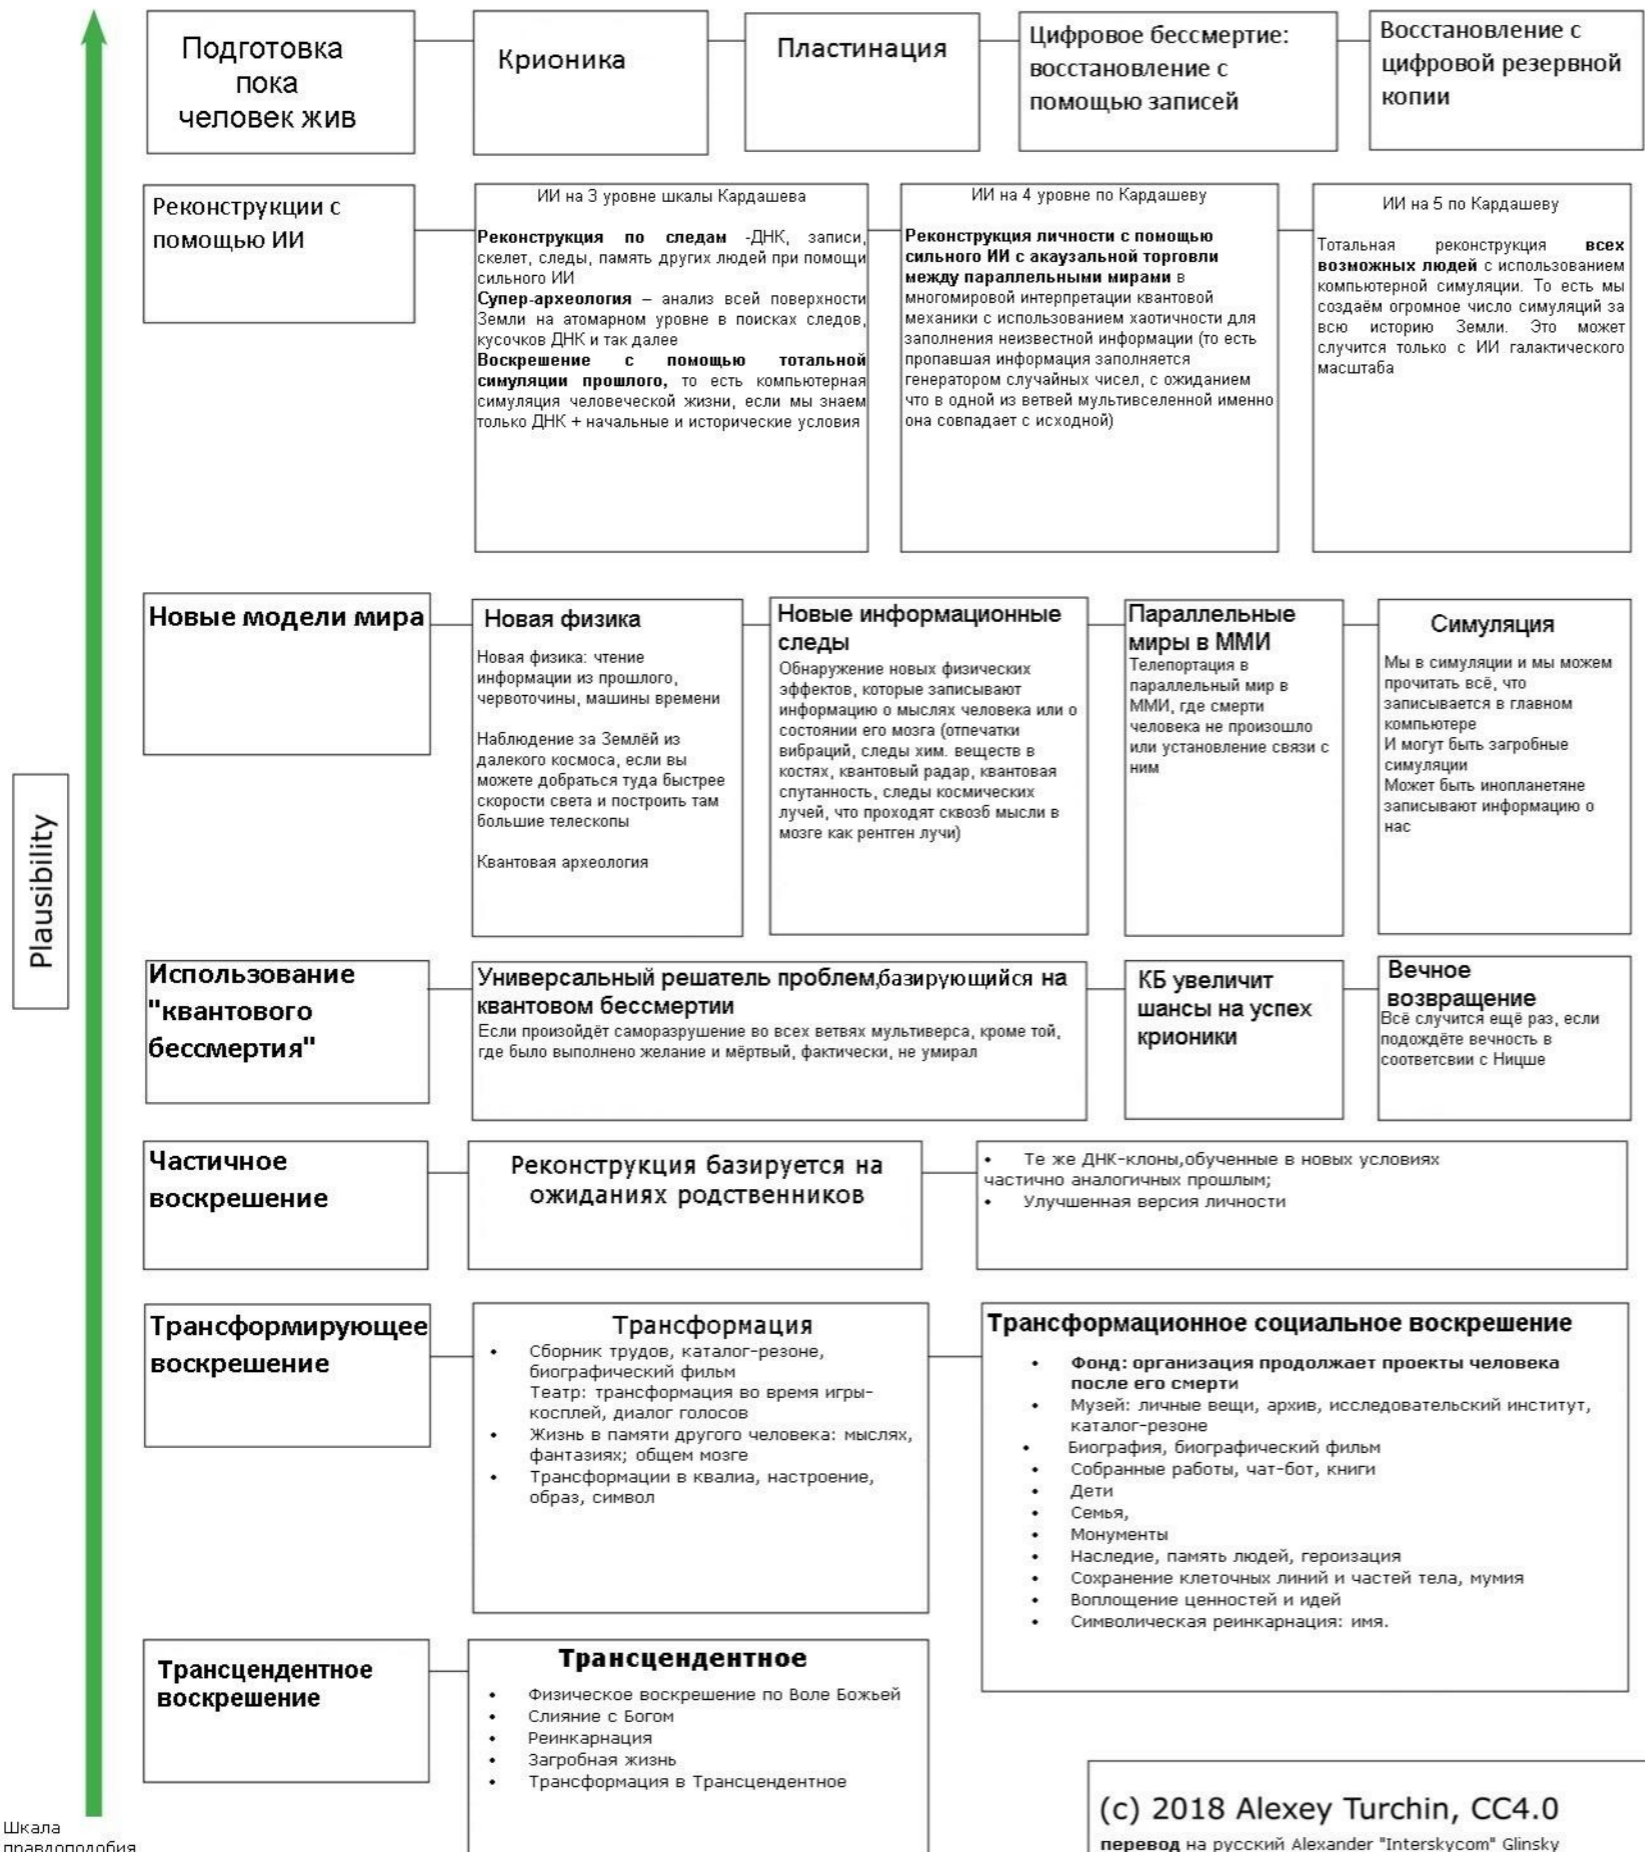 Подготовка
пока
человек жив
Крионика
Пластинация
Цифровое бессмертие:
восстановление с
помощью записей
Восстановление с
цифровой резервной
копии
Реконструкции с
помощью ИИ
ИИ на 3 уровне шкалы Кардашева
Реконструкция по следам -ДНК, записи,
скелет, следы, память других людей при помощи
сильного ИИ
Супер-археология – анализ всей поверхности
Земли на атомарном уровне в поисках следов,
кусочков ДНК и так далее
Воскрешение с помощью тотальной
симуляции прошлого, то есть компьютерная
симуляция человеческой жизни, если мы знаем
только ДНК + начальные и исторические условия
ИИ на 4 уровне по Кардашеву
Реконструкция личности с помощью
сильного ИИ с акаузальной торговли
между параллельными мирами в
многомировой интерпретации квантовой
механики с использованием хаотичности для
заполнения неизвестной информации (то есть
пропавшая информация заполняется
генератором случайных чисел, с ожиданием
что в одной из ветвей мультивселенной именно
она совпадает с исходной)
ИИ на 5 по Кардашеву
Тотальная реконструкция всех
возможных людей с использованием
компьютерной симуляции. То есть мы
создаём огромное число симуляций за
всю историю Земли. Это может
случится только с ИИ галактического
масштаба
Новые модели мира
Новая физика
Новая физика: чтение
информации из прошлого,
червоточины, машины времени
Наблюдение за Землёй из
далекого космоса, если вы
можете добраться туда быстрее
скорости света и построить там
большие телескопы
Квантовая археология
Новые информационные
следы
Обнаружение новых физических
эффектов, которые записывают
информацию о мыслях человека или о
состоянии его мозга (отпечатки
вибраций, следы хим. веществ в
костях, квантовый радар, квантовая
спутанность, следы космических
лучей, что проходят сквозб мысли в
мозге как рентген лучи)
Параллельные
миры в ММИ
Телепортация в
параллельный мир в
ММИ, где смерти
человека не произошло
или установление связи с
ним
Симуляция
Мы в симуляции и мы можем
прочитать всё, что
записывается в главном
компьютере
И могут быть загробные
симуляции
Может быть инопланетяне
записывают информацию о
нас
Plausibility
Использование
"квантового
бессмертия"
Универсальный решатель проблем,базирующийся на
квантовом бессмертии
Если произойдёт саморазрушение во всех ветвях мультиверса, кроме той,
где было выполнено желание и мёртвый, фактически, не умирал
КБ увеличит
шансы на успех
крионики
Вечное
возвращение
Всё случится ещё раз, если
подождёте вечность в
соответсвии с Ницше
Частичное
воскрешение
Реконструкция базируется на
ожиданиях родственников
• Те же ДНК-клоны,обученные в новых условиях
частично аналогичных прошлым;
• Улучшенная версия личности
Трансформирующее
воскрешение
Трансформация
• Сборник трудов, каталог-резоне,
биографический фильм
Театр: трансформация во время игры-
косплей, диалог голосов
• Жизнь в памяти другого человека: мыслях,
фантазиях; общем мозге
• Трансформации в квалиа, настроение,
образ, символ
Трансформационное социальное воскрешение
• Фонд: организация продолжает проекты человека
после его смерти
• Музей: личные вещи, архив, исследовательский институт,
каталог-резоне
• Биография, биографический фильм
• Собранные работы, чат-бот, книги
• Дети
• Семья,
• Монументы
• Наследие, память людей, героизация
• Сохранение клеточных линий и частей тела, мумия
• Воплощение ценностей и идей
• Символическая реинкарнация: имя.
Трансцендентное
воскрешение
Трансцендентное
• Физическое воскрешение по Воле Божьей
• Слияние с Богом
• Реинкарнация
• Загробная жизнь
• Трансформация в Трансцендентное
(c) 2018 Alexey Turchin, CC4.0
перевод на русский Alexander "Interskycom" Glinsky
Шкала
правдоподобия